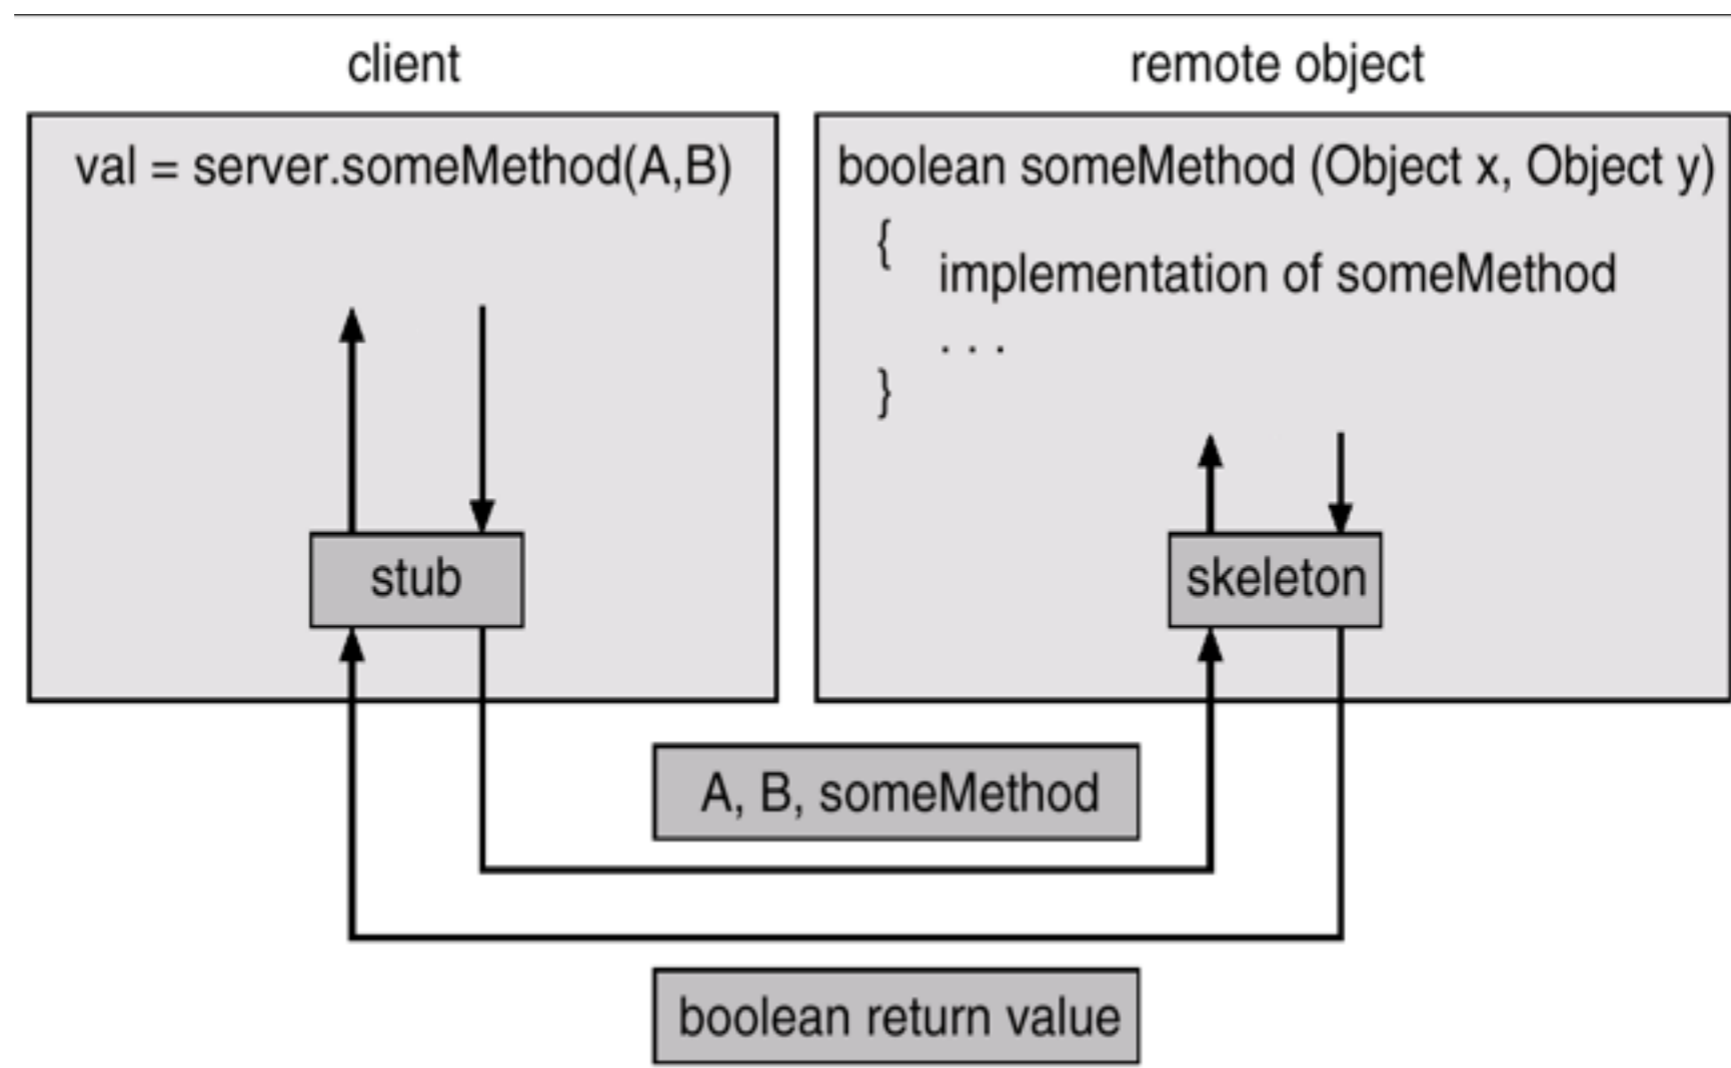 client
remote object
val = server.someMethod(A,B)
boolean someMethod (Object x, Object y)
{
implementation of someMethod
. . .
}
stub
skeleton
A, B, someMethod
boolean return value